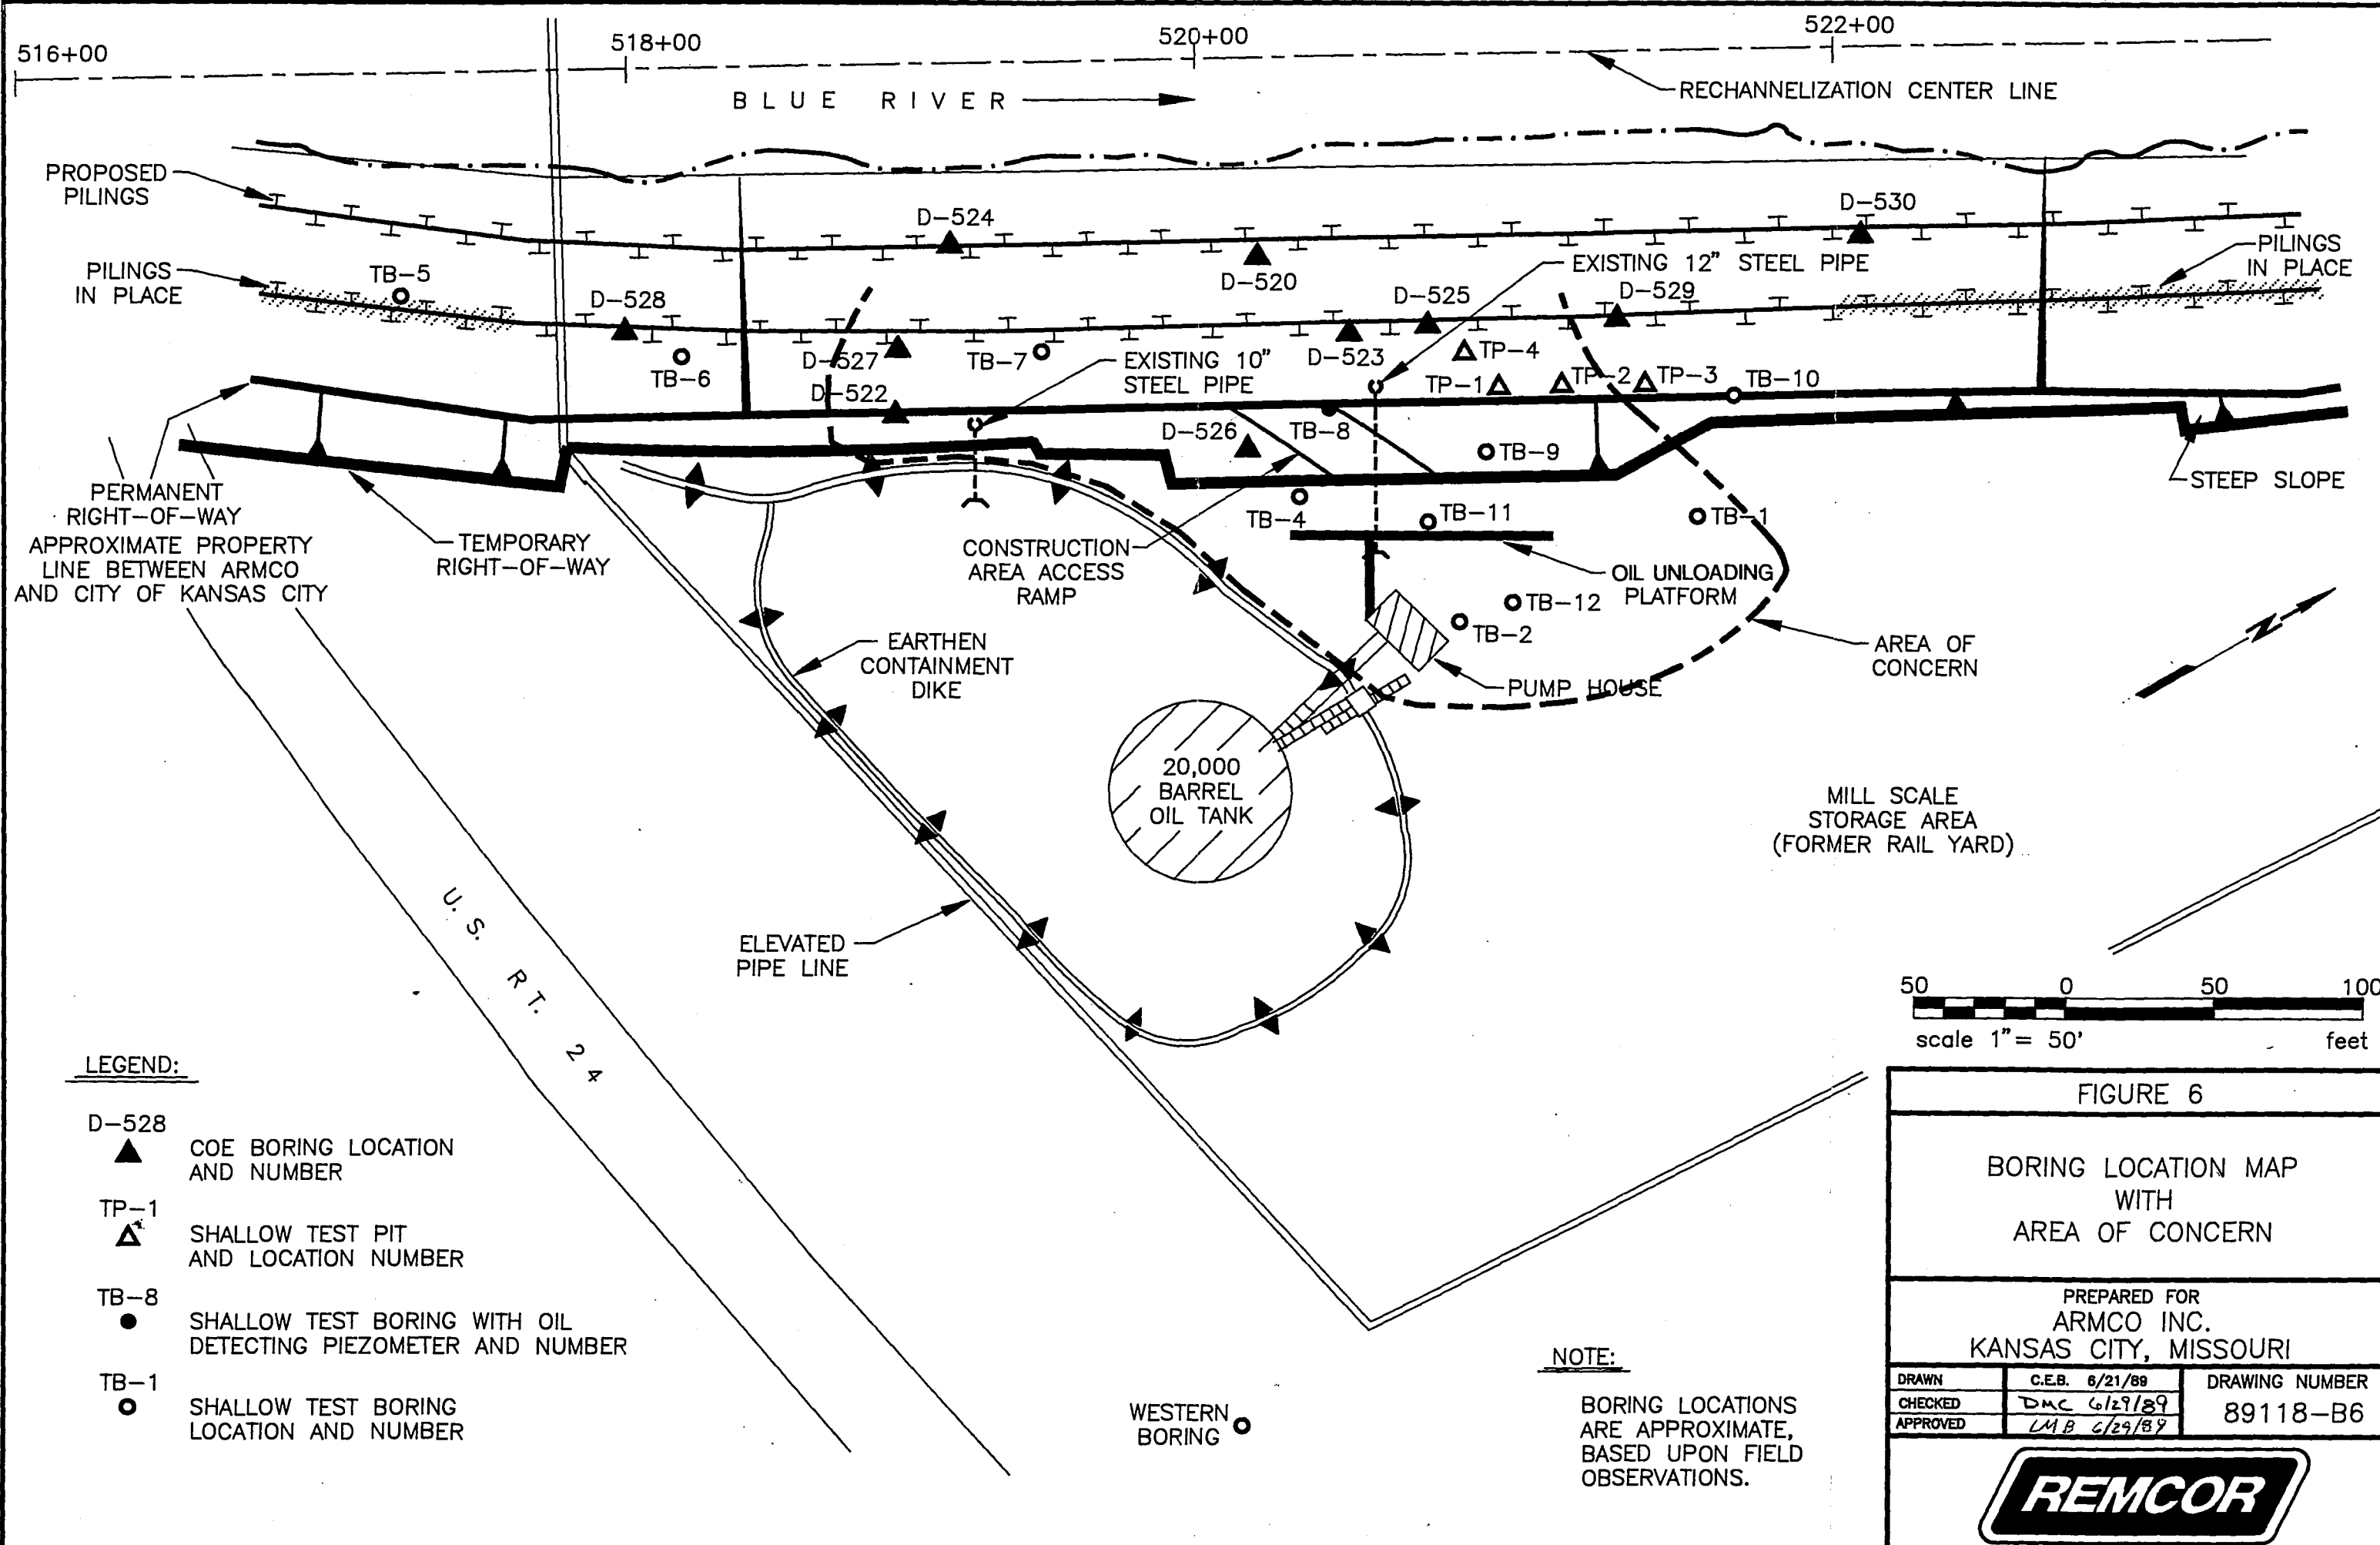 516+00
518+00
520+00
522+00
BLUE RIVER
RECHANNELIZATION CENTER LINE
PROPOSED
PILINGS
D-524
D-520
D-530
PILINGS
IN PLACE
TB-5
D-528
EXISTING 12" STEEL PIPE
D-525
D-529
PILINGS
IN PLACE
TB-6
D-527
TB-7
EXISTING 10"
STEEL PIPE
D-523
TP-4
TP-1
TP-2
TP-3
TB-10
D-522
D-526
TB-8
TB-9
STEEP SLOPE
PERMANENT
RIGHT-OF-WAY
APPROXIMATE PROPERTY
LINE BETWEEN ARMCO
AND CITY OF KANSAS CITY
TEMPORARY
RIGHT-OF-WAY
CONSTRUCTION
AREA ACCESS
RAMP
TB-4
TB-11
TB-1
OIL UNLOADING
PLATFORM
TB-12
TB-2
EARTHEN
CONTAINMENT
DIKE
PUMP HOUSE
AREA OF
CONCERN
N
20,000
BARREL
OIL TANK
MILL SCALE
STORAGE AREA
(FORMER RAIL YARD)
ELEVATED
PIPE LINE
U.S. RT. 24
50 0 50 100
scale 1" = 50' feet
LEGEND:
D-528
COE BORING LOCATION
AND NUMBER
TP-1
SHALLOW TEST PIT
AND LOCATION NUMBER
TB-8
SHALLOW TEST BORING WITH OIL
DETECTING PIEZOMETER AND NUMBER
TB-1
SHALLOW TEST BORING
LOCATION AND NUMBER
WESTERN
BORING
NOTE:
BORING LOCATIONS
ARE APPROXIMATE,
BASED UPON FIELD
OBSERVATIONS.
FIGURE 6
BORING LOCATION MAP
WITH
AREA OF CONCERN
PREPARED FOR
ARMCO INC.
KANSAS CITY, MISSOURI
DRAWN C.E.B. 6/21/89
CHECKED DMC 6/29/89
APPROVED LMB 6/29/89
DRAWING NUMBER
89118-B6
REMCOR